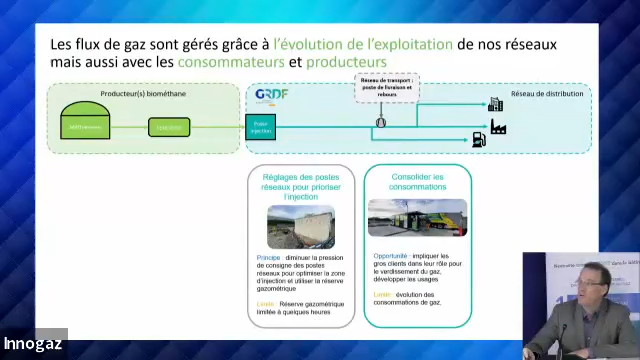 Les flux de gaz sont gérés grâce à l'évolution de l'exploitation de nos réseaux
mais aussi avec les consommateurs et producteurs
Producteur(s) biométhane
GRDF
Réseau de transport :
poste de livraison et
rebours
Réseau de distribution
Méthaniseur
Poste
injection
Réglages des postes
réseaux pour prioriser
l'injection
Principe : diminuer la pression
de consigne des postes
réseaux pour optimiser la zone
d'injection et utiliser la réserve
gazométrique
Limite : Réserve gazométrique
limitée à quelques heures
Consolider les
consommations
Opportunité : impliquer les
gros clients dans leur rôle pour
le verdissement du gaz,
développer les usages
Limite : évolution des
consommations de gaz.
Innogaz